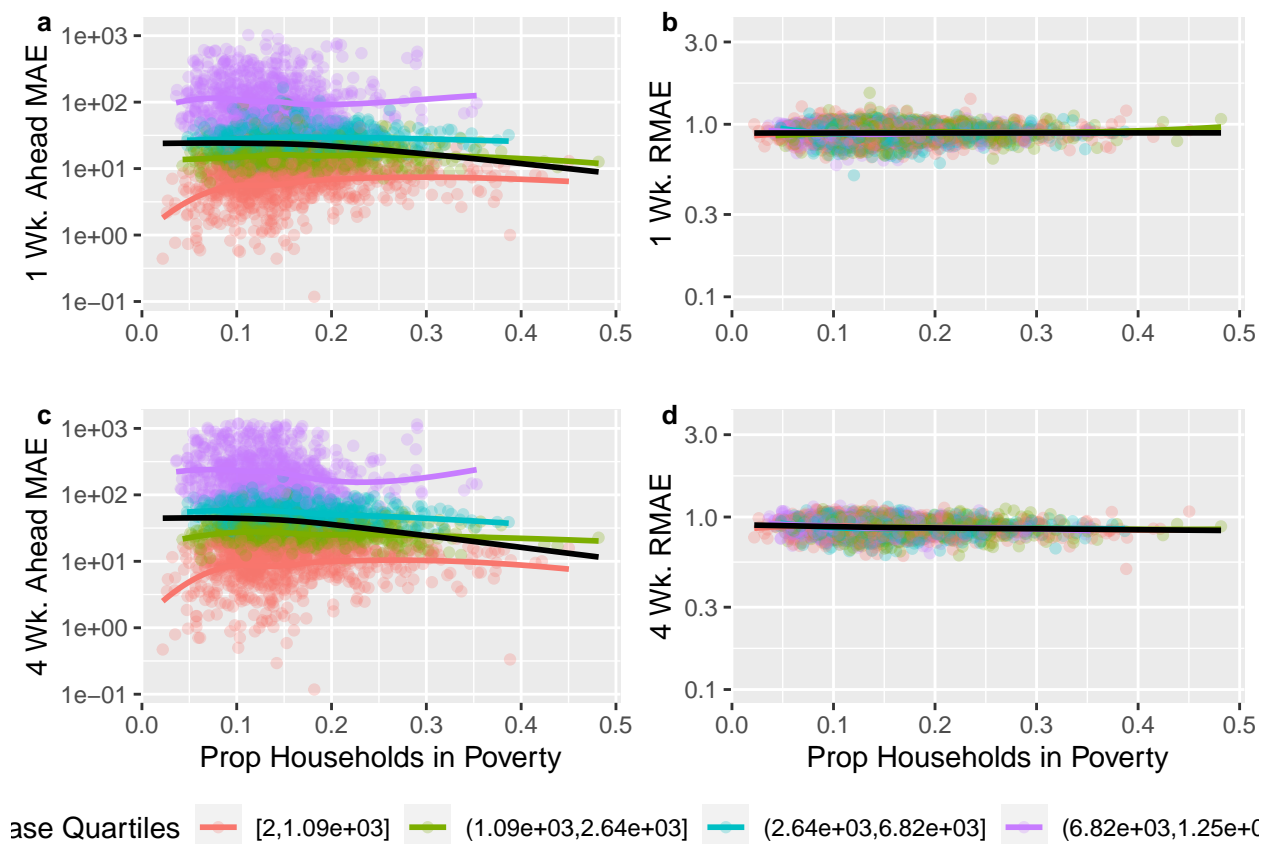 a
1 Wk. Ahead MAE
1e+03
1e+02
1e+01
1e+00
1e−01
0.0 0.1 0.2 0.3 0.4 0.5
b
1 Wk. RMAE
3.0
1.0
0.3
0.1
0.0 0.1 0.2 0.3 0.4 0.5
c
4 Wk. Ahead MAE
1e+03
1e+02
1e+01
1e+00
1e−01
0.0 0.1 0.2 0.3 0.4 0.5
Prop Households in Poverty
d
4 Wk. RMAE
3.0
1.0
0.3
0.1
0.0 0.1 0.2 0.3 0.4 0.5
Prop Households in Poverty
ase Quartiles [2,1.09e+03] (1.09e+03,2.64e+03] (2.64e+03,6.82e+03] (6.82e+03,1.25e+0